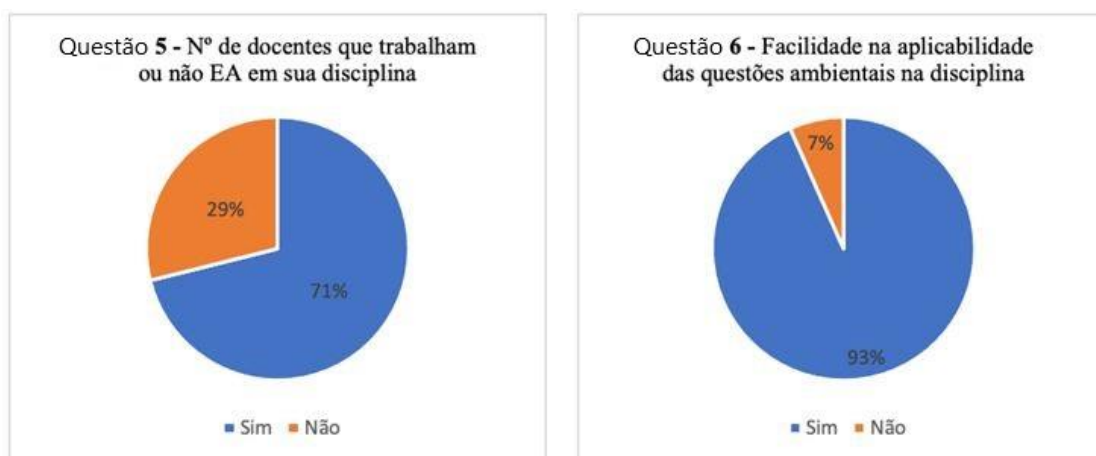 Questão 5 - Nº de docentes que trabalham
ou não EA em sua disciplina
29%
71%
Sim Não
Questão 6 - Facilidade na aplicabilidade
das questões ambientais na disciplina
7%
93%
Sim Não